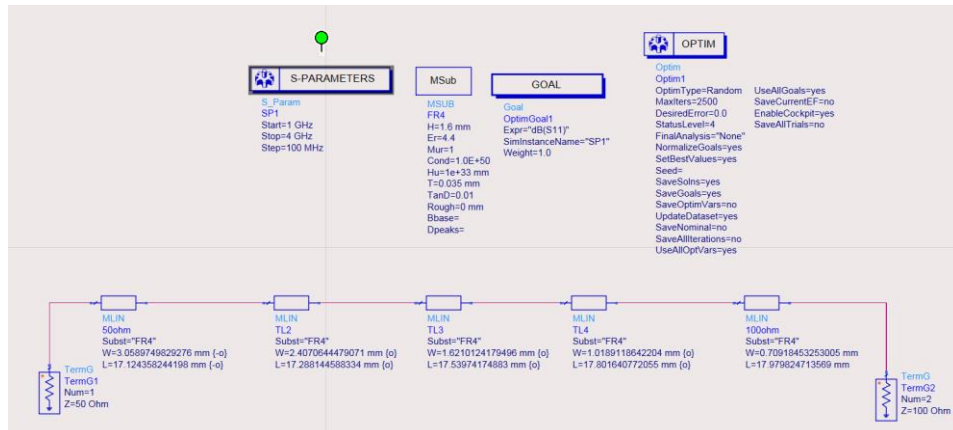 S-PARAMETERS
S_Param
SP1
Start=1 GHz
Stop=4 GHz
Step=100 MHz
MSub
MSUB
FR4
H=1.6 mm
Er=4.4
Mur=1
Cond=1.0E+50
Hu=1e+33 mm
T=0.035 mm
TanD=0.01
Rough=0 mm
Bbase=
Dpeaks=
GOAL
Goal
OptimGoal1
Expr="dB(S11)"
SimInstanceName="SP1"
Weight=1.0
OPTIM
Optim
Optim1
OptimType=Random
MaxIters=2500
DesiredError=0.0
StatusLevel=4
FinalAnalysis="None"
NormalizeGoals=yes
SetBestValues=yes
Seed=
SaveSolns=yes
SaveGoals=yes
SaveOptimVars=no
UpdateDataset=yes
SaveNominal=no
SaveAllIterations=no
UseAllOptVars=yes
UseAllGoals=yes
SaveCurrentEF=no
EnableCockpit=yes
SaveAllTrials=no
TermG
TermG1
Num=1
Z=50 Ohm
MLIN
50ohm
Subst="FR4"
W=3.0589749829276 mm {-o}
L=17.124358244198 mm {-o}
MLIN
TL2
Subst="FR4"
W=2.4070644479071 mm {o}
L=17.288144588334 mm {o}
MLIN
TL3
Subst="FR4"
W=1.6210124179496 mm {o}
L=17.53974174883 mm {o}
MLIN
TL4
Subst="FR4"
W=1.0189118642204 mm {o}
L=17.801640772055 mm {o}
MLIN
100ohm
Subst="FR4"
W=0.70918453253005 mm
L=17.979824713569 mm
TermG
TermG2
Num=2
Z=100 Ohm